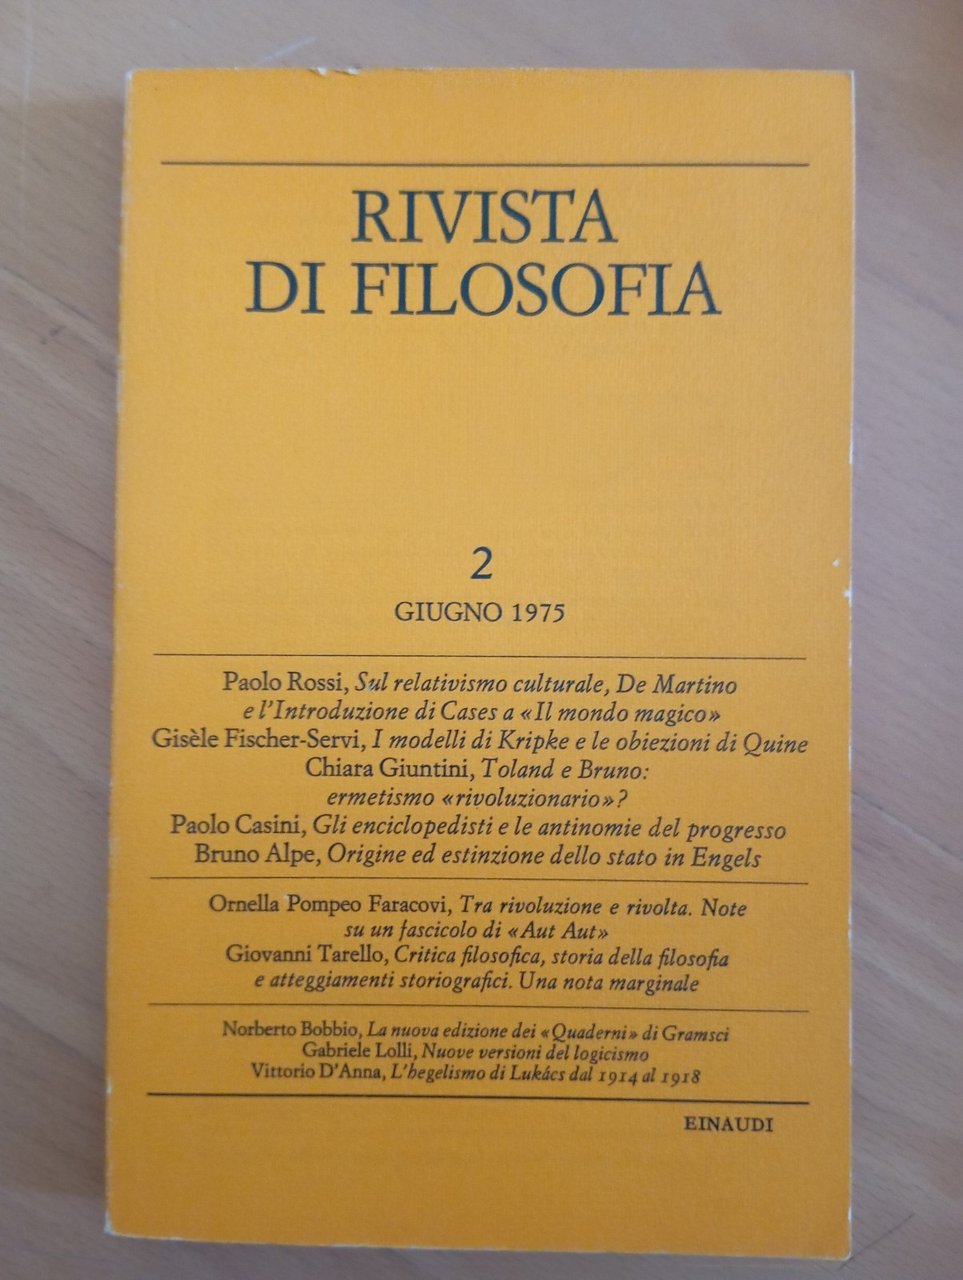 RIVISTA
DI FILOSOFIA
2
GIUGNO 1975
Paolo Rossi, Sul relativismo culturale, De Martino
e l'Introduzione di Cases a «Il mondo magico»
Gisèle Fischer-Servi, I modelli di Kripke e le obiezioni di Quine
Chiara Giuntini, Toland e Bruno:
ermetismo «rivoluzionario»?
Paolo Casini, Gli enciclopedisti e le antinomie del progresso
Bruno Alpe, Origine ed estinzione dello stato in Engels
Ornella Pompeo Faracovi, Tra rivoluzione e rivolta. Note
su un fascicolo di «Aut Aut»
Giovanni Tarello, Critica filosofica, storia della filosofia
e atteggiamenti storiografici. Una nota marginale
Norberto Bobbio, La nuova edizione dei «Quaderni» di Gramsci
Gabriele Lolli, Nuove versioni del logicismo
Vittorio D'Anna, L'hegelismo di Lukács dal 1914 al 1918
EINAUDI